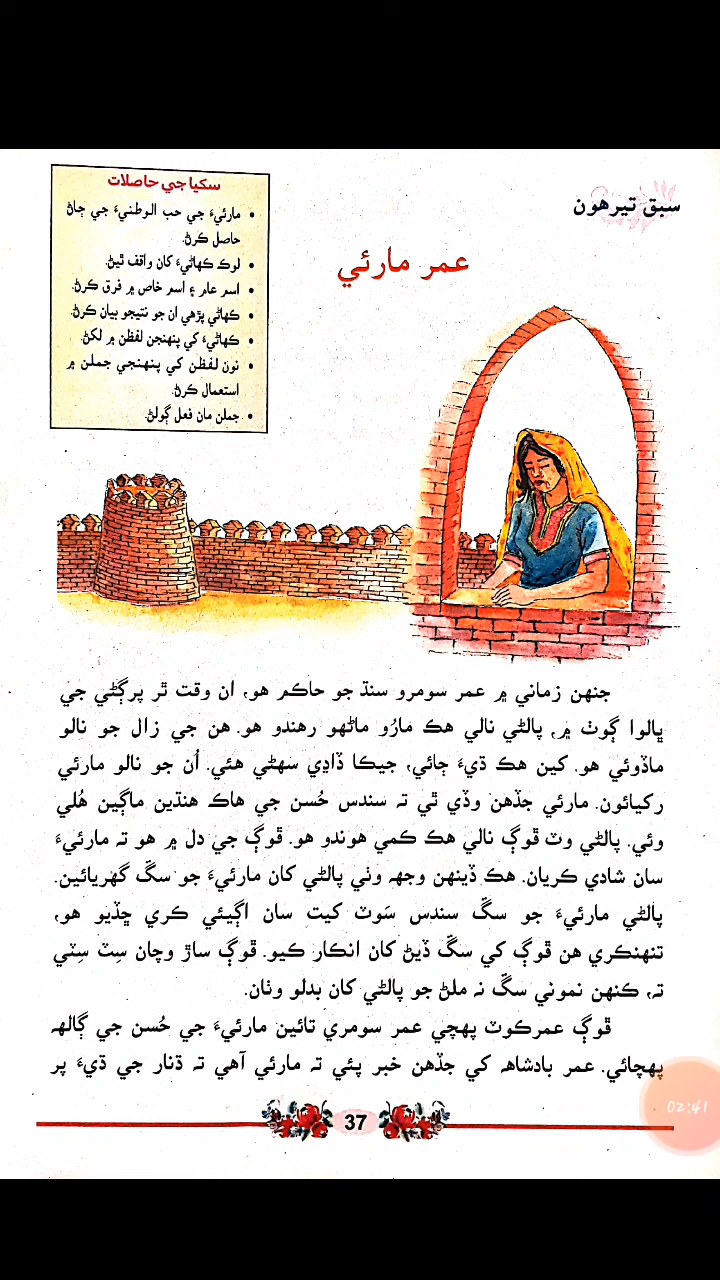 سبق تيرهون
سکيا جي حاصلات
• مارئيءَ جي حب الوطنيءَ جي ڄاڻ
حاصل ڪرڻ.
• لوڪ ڪهاڻيءَ کان واقف ٿيڻ.
• اسم عام ۽ اسم خاص ۾ فرق ڪرڻ.
• ڪهاڻي پڙهي ان جو نتيجو بيان ڪرڻ.
• ڪهاڻيءَ کي پنهنجن لفظن ۾ لکڻ.
• نون لفظن کي پنهنجي جملن ۾
استعمال ڪرڻ.
• جملن مان فعل ڳولڻ.
عمر مارئي
جنهن زماني ۾ عمر سومرو سنڌ جو حاڪم هو، ان وقت ٿر پرڳڻي جي
ڀالوا ڳوٺ ۾، پالڻي نالي هڪ مارُو ماڻهو رهندو هو. هن جي زال جو نالو
ماڏوئي هو. کين هڪ ڌيءَ ڄائي، جيڪا ڏاڍي سهڻي هئي. اُن جو نالو مارئي
رکيائون. مارئي جڏهن وڏي ٿي ته سندس حُسن جي هاڪ هنڌين ماڳين هُلي
وئي. پالڻي وٽ ڦوڳ نالي هڪ ڪمي هوندو هو. ڦوڳ جي دل ۾ هو ته مارئيءَ
سان شادي ڪريان. هڪ ڏينهن وجهه وٺي پالڻي کان مارئيءَ جو سڱ گهريائين.
پالڻي مارئيءَ جو سڱ سندس سَوٽ کيت سان اڳيئي ڪري ڇڏيو هو،
تنهنڪري هن ڦوڳ کي سڱ ڏيڻ کان انڪار ڪيو. ڦوڳ ساڙ وچان سِٽ سِٽي
ته، ڪنهن نموني سڱ نه ملڻ جو پالڻي کان بدلو وٺان.
ڦوڳ عمرڪوٽ پهچي عمر سومري تائين مارئيءَ جي حُسن جي ڳالهه
پهچائي. عمر بادشاهه کي جڏهن خبر پئي ته مارئي آهي ته ڌنار جي ڌيءَ پر
02:41
37